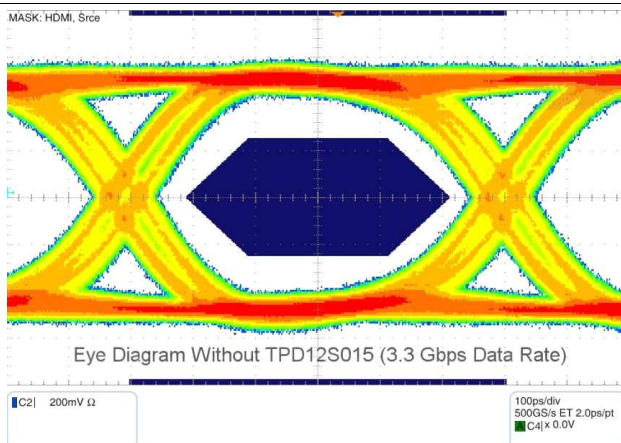 MASK: HDMI, Srce
Eye Diagram Without TPD12S015 (3.3 Gbps Data Rate)
C2| 200mV Ω
100ps/div
500GS/s ET 2.0ps/pt
A C4| x 0.0V